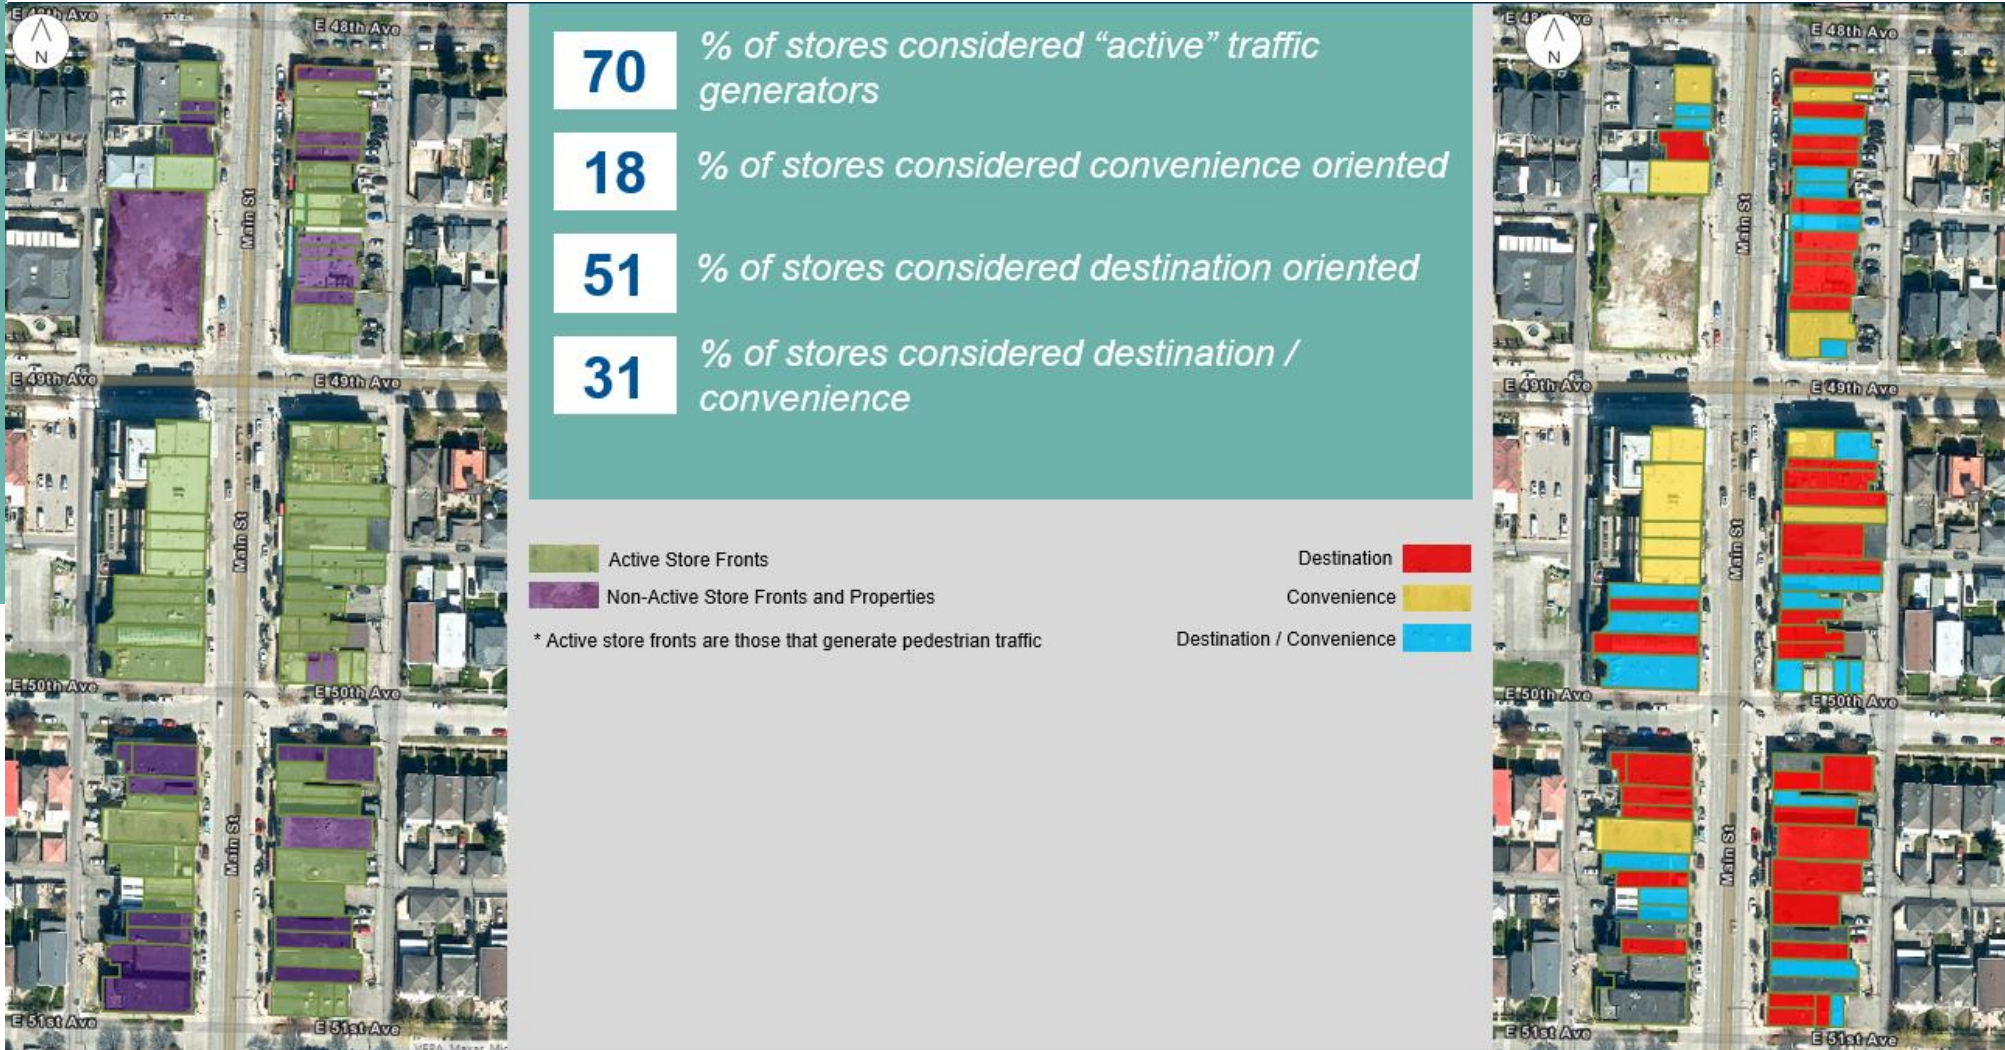 E 48th Ave
E 48th Ave
N
Main St
E 49th Ave
E 49th Ave
Main St
E 50th Ave
E 50th Ave
Main St
E 51st Ave
E 51st Ave
70
% of stores considered “active” traffic
generators
18
% of stores considered convenience oriented
51
% of stores considered destination oriented
31
% of stores considered destination /
convenience
Active Store Fronts
Non-Active Store Fronts and Properties
* Active store fronts are those that generate pedestrian traffic
Destination
Convenience
Destination / Convenience
E 48th Ave
E 48th Ave
N
Main St
E 49th Ave
E 49th Ave
Main St
E 50th Ave
E 50th Ave
Main St
E 51st Ave
E 51st Ave